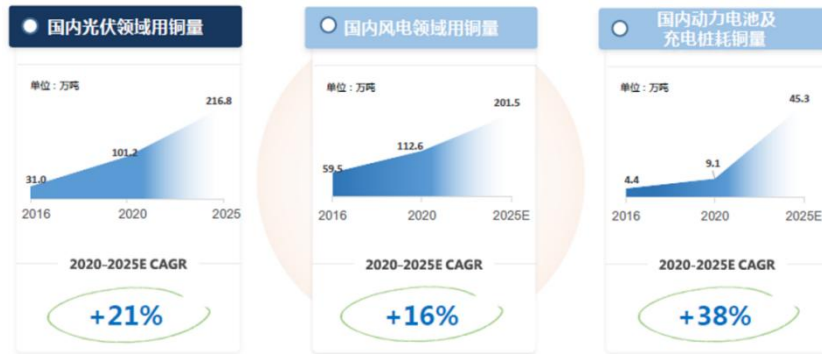 国内光伏领域用铜量
单位：万吨
216.8
101.2
31.0
2016
2020
2025
2020-2025E CAGR
+21%
国内风电领域用铜量
单位：万吨
201.5
112.6
59.5
2016
2020
2025E
2020-2025E CAGR
+16%
国内动力电池及
充电桩耗铜量
单位：万吨
45.3
9.1
4.4
2016
2020
2025E
2020-2025E CAGR
+38%